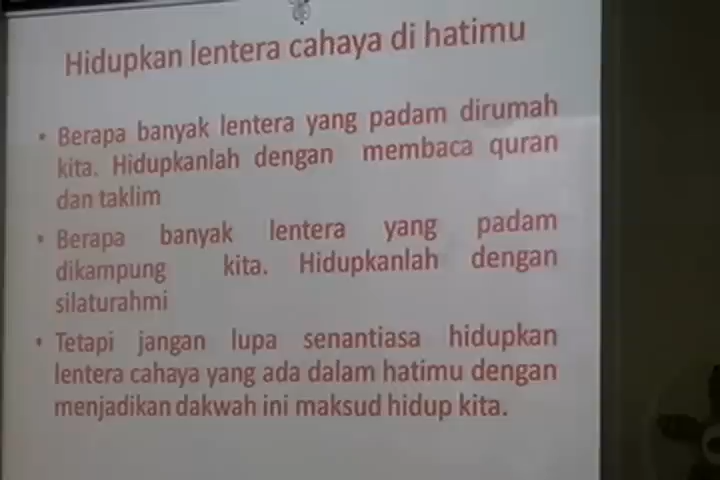 Hidupkan lentera cahaya di hatimu
• Berapa banyak lentera yang padam dirumah
kita. Hidupkanlah dengan membaca quran
dan taklim
• Berapa banyak lentera yang padam
dikampung kita. Hidupkanlah dengan
silaturahmi
• Tetapi jangan lupa senantiasa hidupkan
lentera cahaya yang ada dalam hatimu dengan
menjadikan dakwah ini maksud hidup kita.